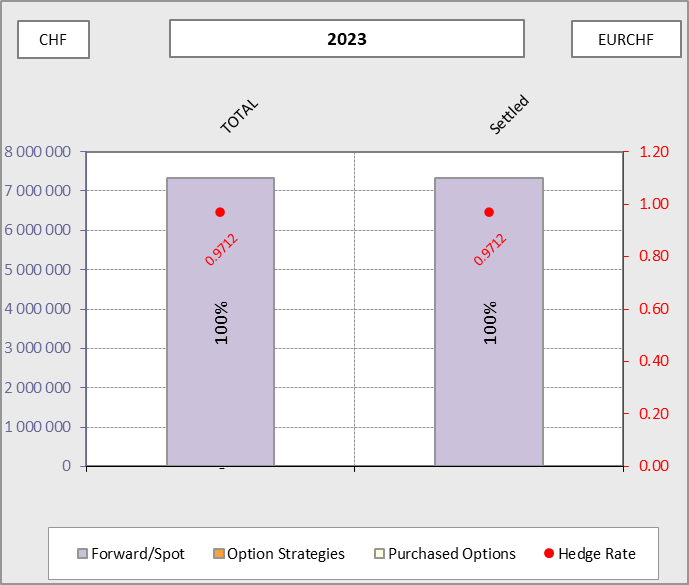 CHF
2023
EURCHF
TOTAL
Settled
8 000 000
7 000 000
6 000 000
5 000 000
4 000 000
3 000 000
2 000 000
1 000 000
0
0.9712
100%
0.9712
100%
1.20
1.00
0.80
0.60
0.40
0.20
0.00
-
Forward/Spot
Option Strategies
Purchased Options
Hedge Rate